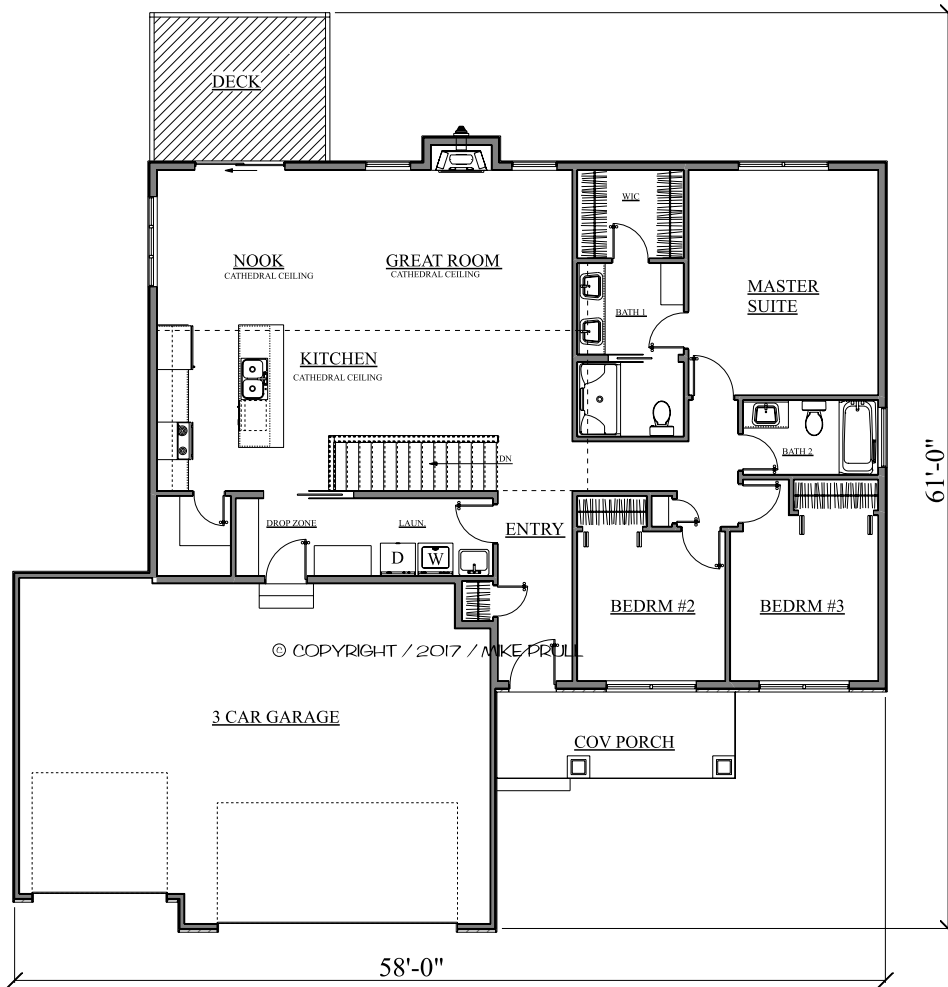 DECK
WIC
NOOK
CATHEDRAL CEILING
GREAT ROOM
CATHEDRAL CEILING
MASTER
SUITE
BATH 1
KITCHEN
CATHEDRAL CEILING
BATH 2
DN
61'-0"
DROP ZONE
LAUN.
ENTRY
D
W
BEDRM #2
BEDRM #3
© COPYRIGHT / 2017 / MIKE PRULL
3 CAR GARAGE
COV PORCH
58'-0"